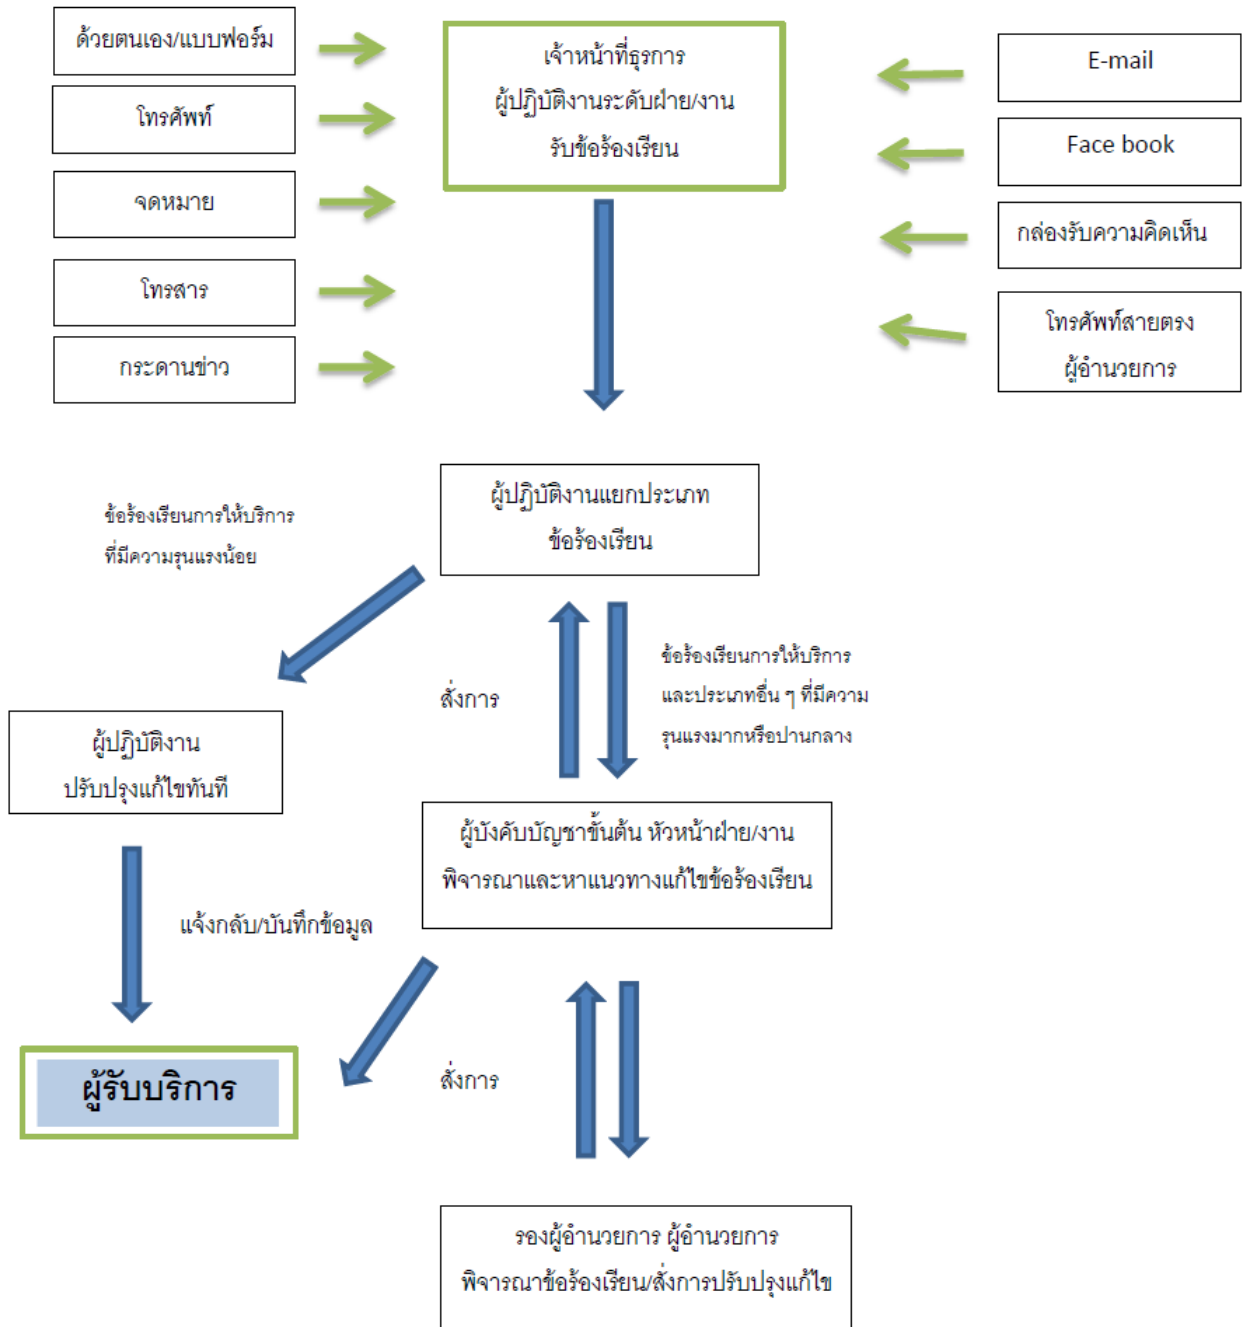 ด้วยตนเอง/แบบฟอร์ม
โทรศัพท์
จดหมาย
โทรสาร
กระดานข่าว
เจ้าหน้าที่ธุรการ
ผู้ปฏิบัติงานระดับฝ่าย/งาน
รับข้อร้องเรียน
E-mail
Face book
กล่องรับความคิดเห็น
โทรศัพท์สายตรง
ผู้อำนวยการ
ผู้ปฏิบัติงานแยกประเภท
ข้อร้องเรียน
ข้อร้องเรียนการให้บริการ
ที่มีความรุนแรงน้อย
สั่งการ
ข้อร้องเรียนการให้บริการ
และประเภทอื่น ๆ ที่มีความ
รุนแรงมากหรือปานกลาง
ผู้ปฏิบัติงาน
ปรับปรุงแก้ไขทันที
ผู้บังคับบัญชาขั้นต้น หัวหน้าฝ่าย/งาน
พิจารณาและหาแนวทางแก้ไขข้อร้องเรียน
แจ้งกลับ/บันทึกข้อมูล
ผู้รับบริการ
สั่งการ
รองผู้อำนวยการ ผู้อำนวยการ
พิจารณาข้อร้องเรียน/สั่งการปรับปรุงแก้ไข